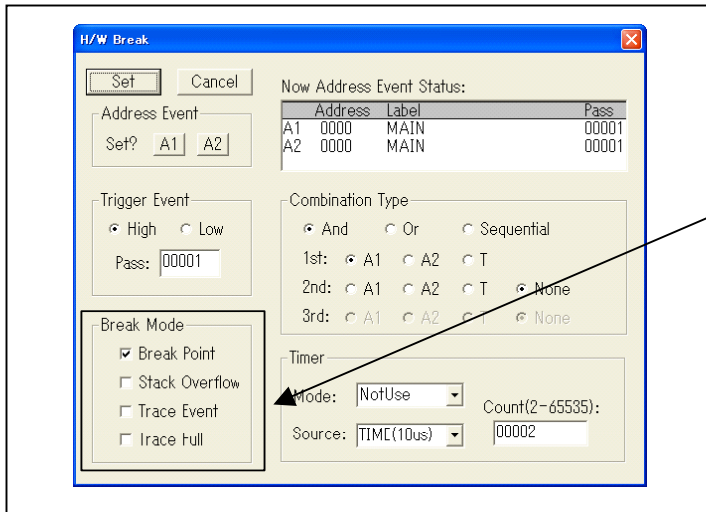 H/W Break
Set Cancel
Address Event
Set? A1 A2
Now Address Event Status:
Address Label Pass
A1 0000 MAIN 00001
A2 0000 MAIN 00001
Trigger Event
High Low
Pass: 00001
Combination Type
And Or Sequential
1st: A1 A2 T
2nd: A1 A2 T None
3rd: A1 A2 T None
Break Mode
Break Point
Stack Overflow
Trace Event
Trace Full
Timer
Mode: NotUse
Count(2-65535):
Source: TIME(10us) 00002